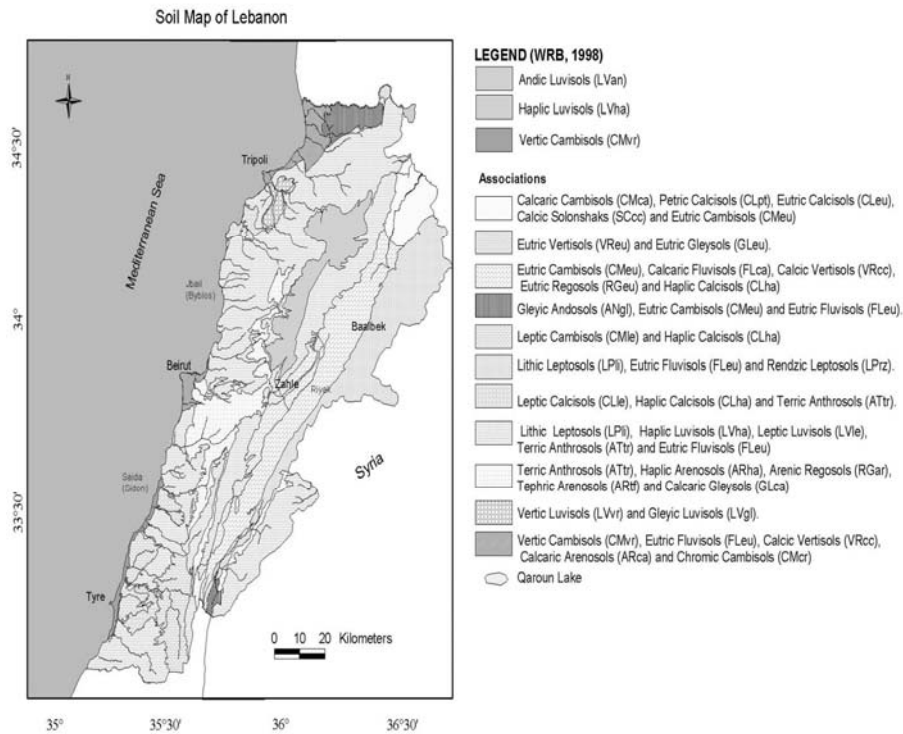 Soil Map of Lebanon
N
34°30'
34°
33°30'
Mediterranean Sea
Tripoli
Jbail
(Byblos)
Baalbek
Beirut
Zahle
Riyak
Saida
(Sidon)
Syria
Tyre
0 10 20 Kilometers
35° 35°30' 36° 36°30'
LEGEND (WRB, 1998)
Andic Luvisols (LVan)
Haplic Luvisols (LVha)
Vertic Cambisols (CMvr)
Associations
Calcaric Cambisols (CMca), Petric Calcisols (CLpt), Eutric Calcisols (CLeu),
Calcic Solonshaks (SCcc) and Eutric Cambisols (CMeu)
Eutric Vertisols (VReu) and Eutric Gleysols (GLeu).
Eutric Cambisols (CMeu), Calcaric Fluvisols (FLca), Calcic Vertisols (VRcc),
Eutric Regosols (RGeu) and Haplic Calcisols (CLha)
Gleyic Andosols (ANgl), Eutric Cambisols (CMeu) and Eutric Fluvisols (FLeu).
Leptic Cambisols (CMle) and Haplic Calcisols (CLha)
Lithic Leptosols (LPli), Eutric Fluvisols (FLeu) and Rendzic Leptosols (LPrz).
Leptic Calcisols (CLle), Haplic Calcisols (CLha) and Terric Anthrosols (ATtr).
Lithic Leptosols (LPli), Haplic Luvisols (LVha), Leptic Luvisols (LVle),
Terric Anthrosols (ATtr) and Eutric Fluvisols (FLeu)
Terric Anthrosols (ATtr), Haplic Arenosols (ARha), Arenic Regosols (RGar),
Tephric Arenosols (ARtf) and Calcaric Gleysols (GLca)
Vertic Luvisols (LVvr) and Gleyic Luvisols (LVgl).
Vertic Cambisols (CMvr), Eutric Fluvisols (FLeu), Calcic Vertisols (VRcc),
Calcaric Arenosols (ARca) and Chromic Cambisols (CMcr)
Qaroun Lake